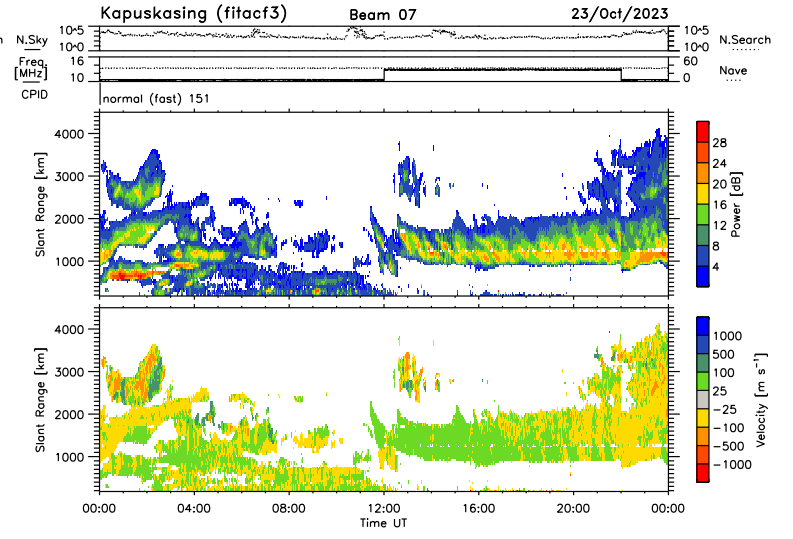 Kapuskasing (fitacf3) Beam 07 23/Oct/2023
N.Sky 10^5 10^5 N.Search
10^0 10^0
Freq. 16 60 Nave
[MHz] 10 0
CPID normal (fast) 151
Slant Range [km]
4000
3000
2000
1000
28
24
20
16
12
8
4
Power [dB]
Slant Range [km]
4000
3000
2000
1000
1000
500
100
25
-25
-100
-500
-1000
Velocity [m s^-1]
00:00 04:00 08:00 12:00 16:00 20:00 00:00
Time UT